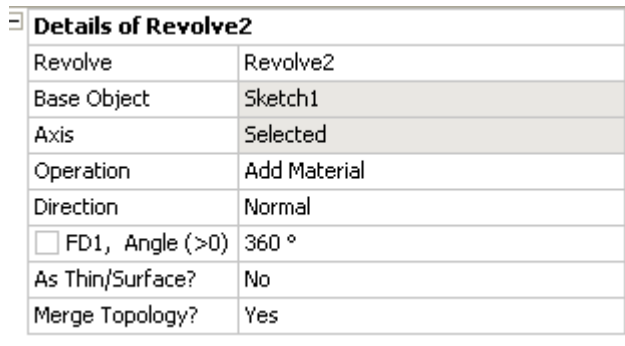 Details of Revolve2
Revolve Revolve2
Base Object Sketch1
Axis Selected
Operation Add Material
Direction Normal
FD1, Angle (>0) 360 °
As Thin/Surface? No
Merge Topology? Yes